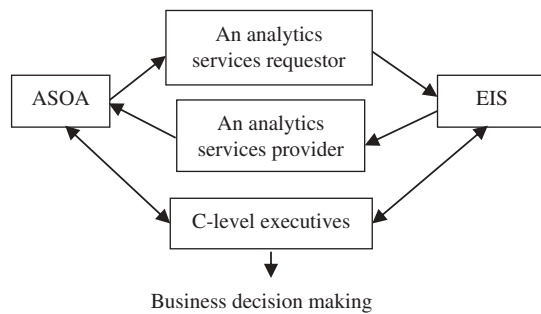 An analytics
services requestor
ASOA
EIS
An analytics
services provider
C-level executives
Business decision making